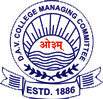 D.A.V. COLLEGE MANAGING COMMITTEE
ओ३म्
ESTD. 1886